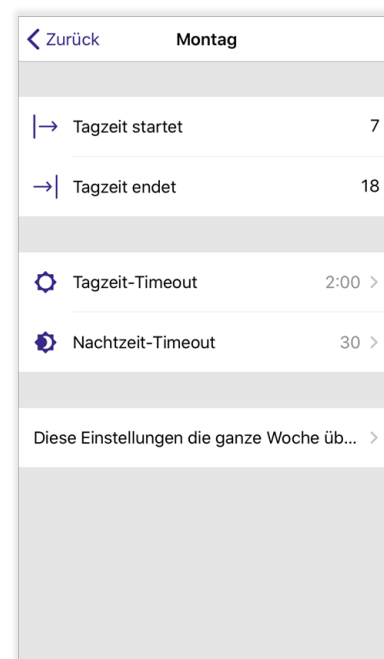 Zurück Montag
Tagzeit startet 7
Tagzeit endet 18
Tagzeit-Timeout 2:00
Nachtzeit-Timeout 30
Diese Einstellungen die ganze Woche üb...